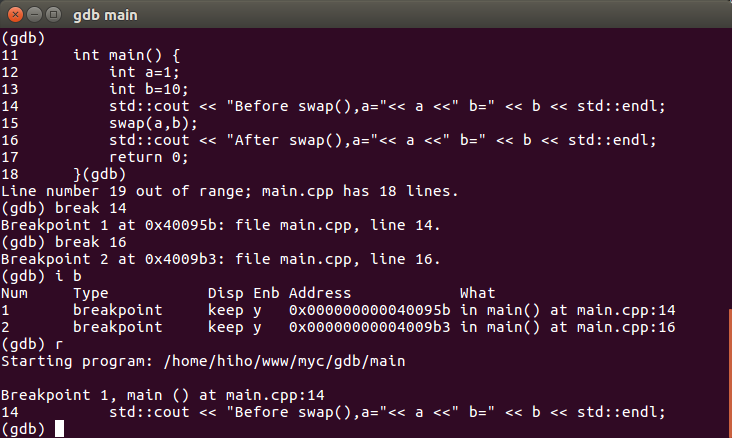 gdb main
(gdb)
11      int main() {
12          int a=1;
13          int b=10;
14          std::cout << "Before swap(),a="<< a <<" b=" << b << std::endl;
15          swap(a,b);
16          std::cout << "After swap(),a="<< a <<" b=" << b << std::endl;
17          return 0;
18      }(gdb)
Line number 19 out of range; main.cpp has 18 lines.
(gdb) break 14
Breakpoint 1 at 0x40095b: file main.cpp, line 14.
(gdb) break 16
Breakpoint 2 at 0x4009b3: file main.cpp, line 16.
(gdb) i b
Num     Type           Disp Enb Address            What
1       breakpoint     keep y   0x000000000040095b in main() at main.cpp:14
2       breakpoint     keep y   0x00000000004009b3 in main() at main.cpp:16
(gdb) r
Starting program: /home/hiho/www/myc/gdb/main

Breakpoint 1, main () at main.cpp:14
14          std::cout << "Before swap(),a="<< a <<" b=" << b << std::endl;
(gdb)